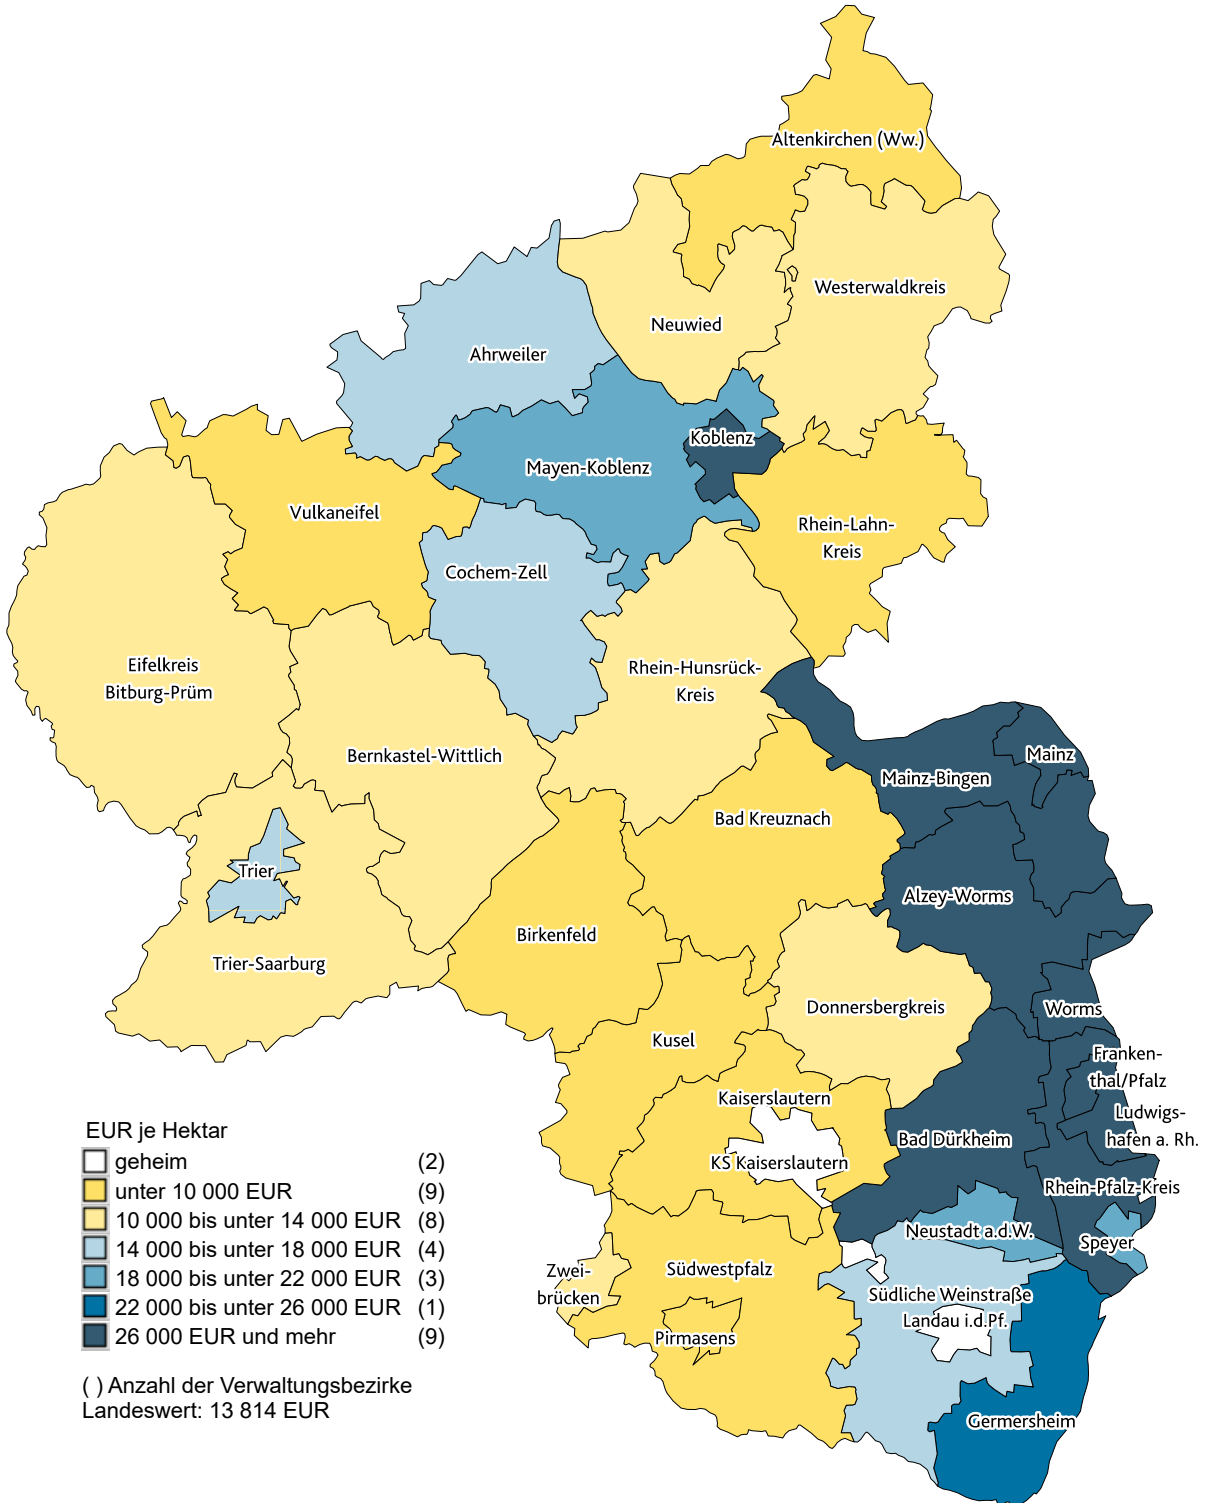 Altenkirchen (Ww.)
Westerwaldkreis
Neuwied
Ahrweiler
Koblenz
Mayen-Koblenz
Vulkaneifel
Rhein-Lahn-
Kreis
Cochem-Zell
Eifelkreis
Bitburg-Prüm
Rhein-Hunsrück-
Kreis
Bernkastel-Wittlich
Mainz
Mainz-Bingen
Bad Kreuznach
Trier
Alzey-Worms
Birkenfeld
Trier-Saarburg
Donnersbergkreis
Worms
Kusel
Franken-
thal/Pfalz
Kaiserslautern
Ludwigs-
hafen a. Rh.
Bad Dürkheim
KS Kaiserslautern
Rhein-Pfalz-Kreis
Neustadt a.d.W.
Speyer
Südwestpfalz
Zwei-
brücken
Südliche Weinstraße
Landau i.d.Pf.
Pirmasens
Germersheim
EUR je Hektar
geheim (2)
unter 10 000 EUR (9)
10 000 bis unter 14 000 EUR (8)
14 000 bis unter 18 000 EUR (4)
18 000 bis unter 22 000 EUR (3)
22 000 bis unter 26 000 EUR (1)
26 000 EUR und mehr (9)
( ) Anzahl der Verwaltungsbezirke
Landeswert: 13 814 EUR